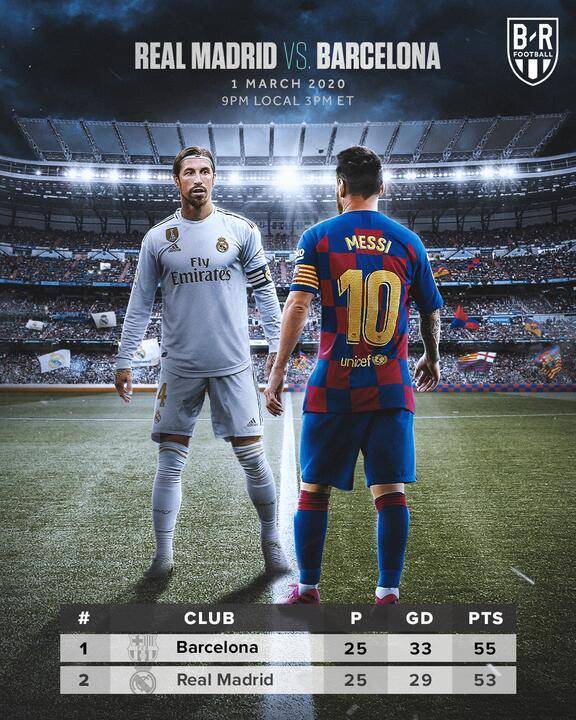 REAL MADRID VS. BARCELONA
1 MARCH 2020
9PM LOCAL 3PM ET
B/R
FOOTBALL
Fly
Emirates
4
adidas
MESSI
10
unicef
# CLUB P GD PTS
1 Barcelona 25 33 55
2 Real Madrid 25 29 53